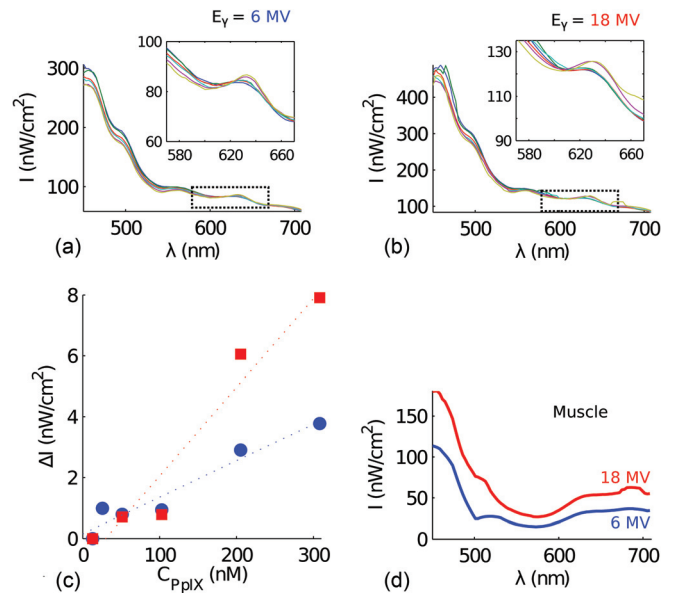 Eγ = 6 MV
Eγ = 18 MV
100
80
60
580 620 660
300
200
100
I (nW/cm²)
500 600 700
λ (nm)
(a)
130
110
90
580 620 660
400
300
200
100
I (nW/cm²)
500 600 700
λ (nm)
(b)
8
6
4
2
0
ΔI (nW/cm²)
0 100 200 300
C_PpIX (nM)
(c)
150
100
50
0
I (nW/cm²)
Muscle
18 MV
6 MV
500 600 700
λ (nm)
(d)